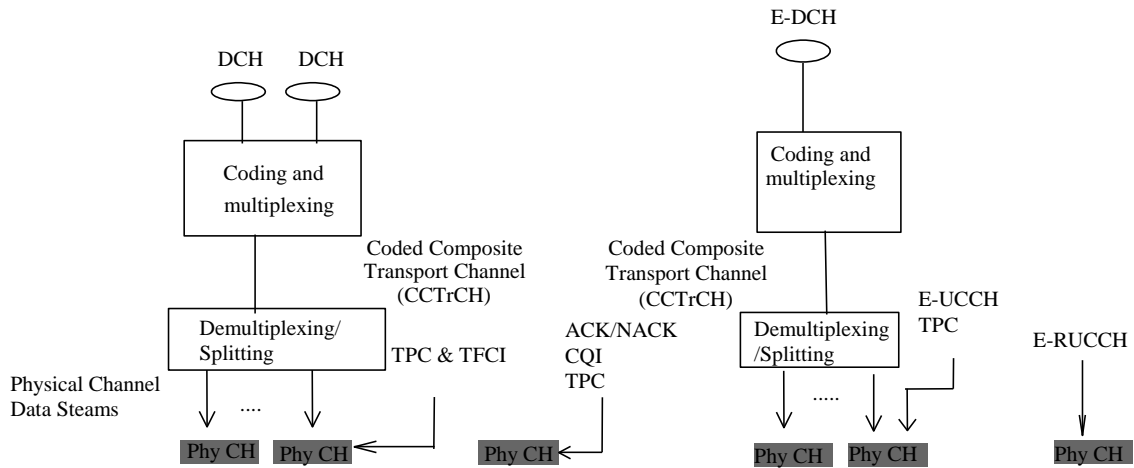 E-DCH
DCH
DCH
Coding and
multiplexing
Coding and
multiplexing
Coded Composite
Transport Channel
(CCTrCH)
Coded Composite
Transport Channel
(CCTrCH)
Demultiplexing/
Splitting
TPC & TFCI
ACK/NACK
CQI
TPC
Demultiplexing
/Splitting
E-UCCH
TPC
E-RUCCH
Physical Channel
Data Steams
....
.....
Phy CH
Phy CH
Phy CH
Phy CH
Phy CH
Phy CH